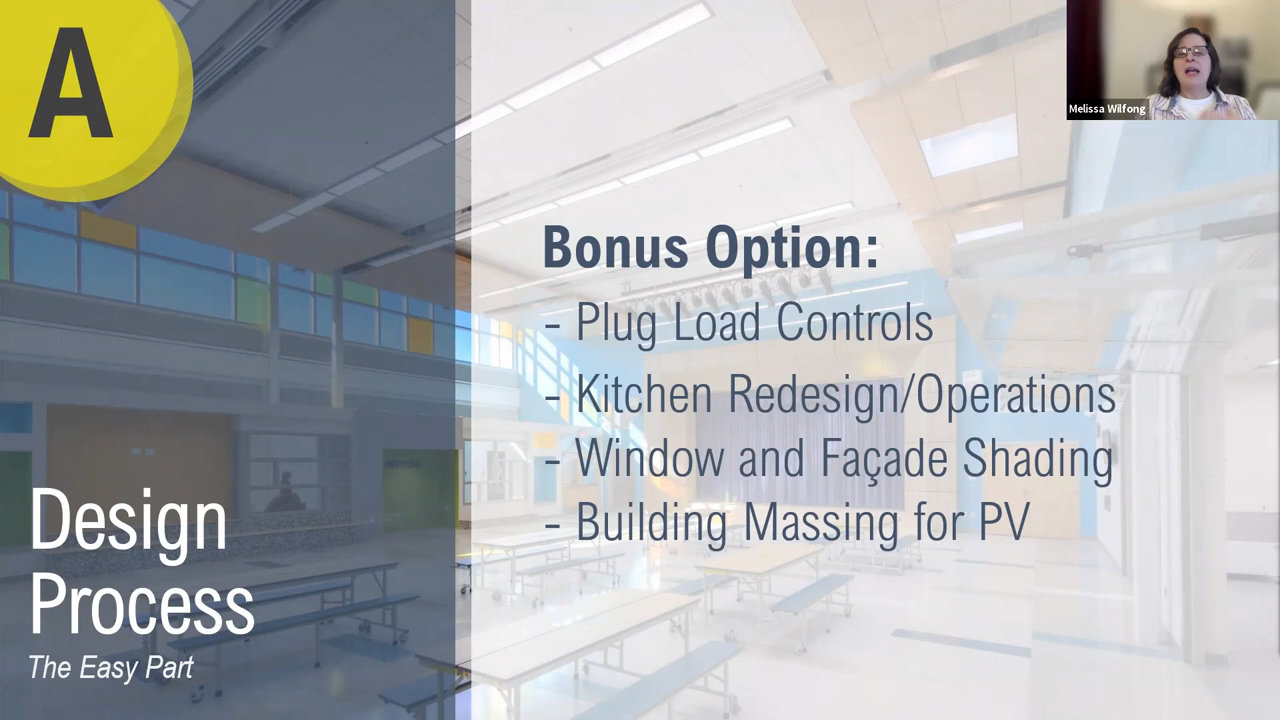 A
Melissa Wilfong
Bonus Option:
- Plug Load Controls
- Kitchen Redesign/Operations
- Window and Façade Shading
- Building Massing for PV
Design
Process
The Easy Part